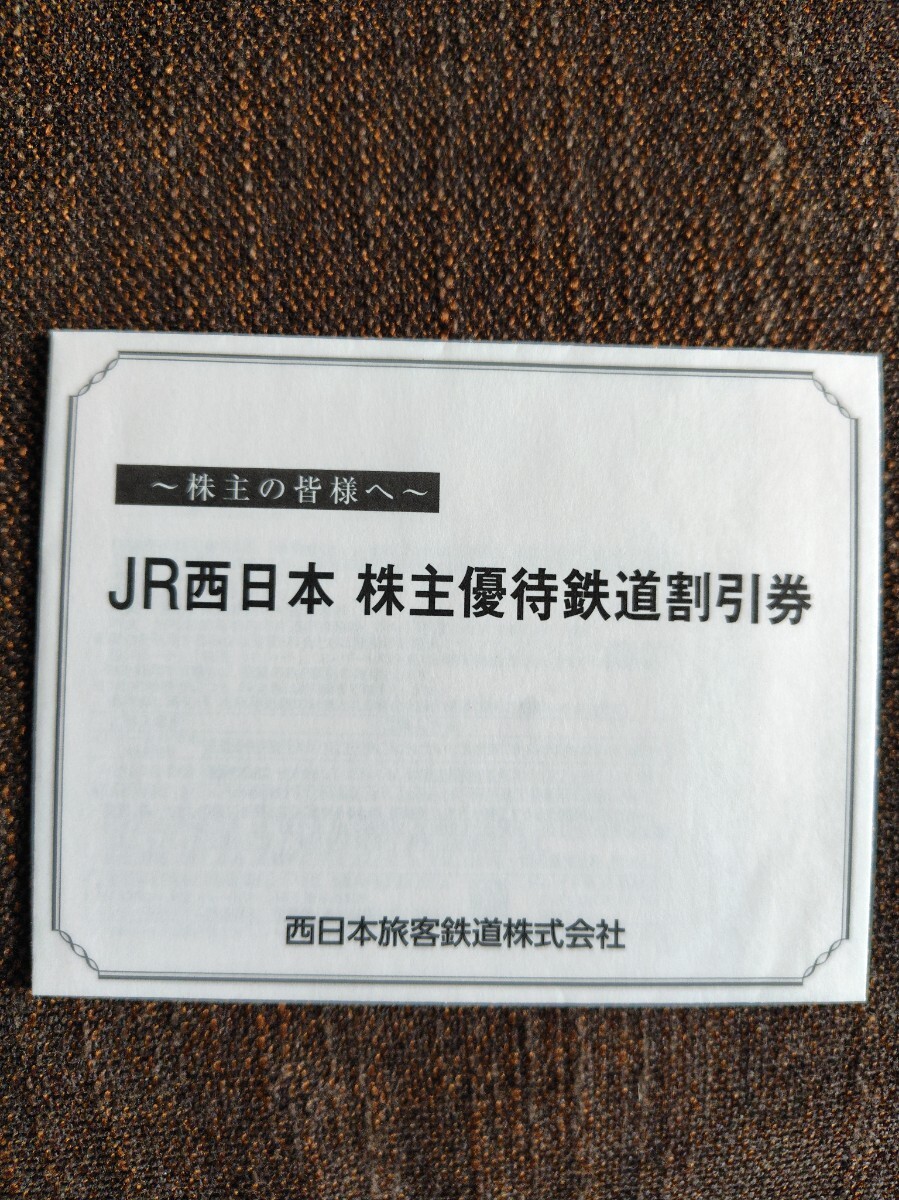 ～株主の皆様へ～
JR西日本 株主優待鉄道割引券
西日本旅客鉄道株式会社